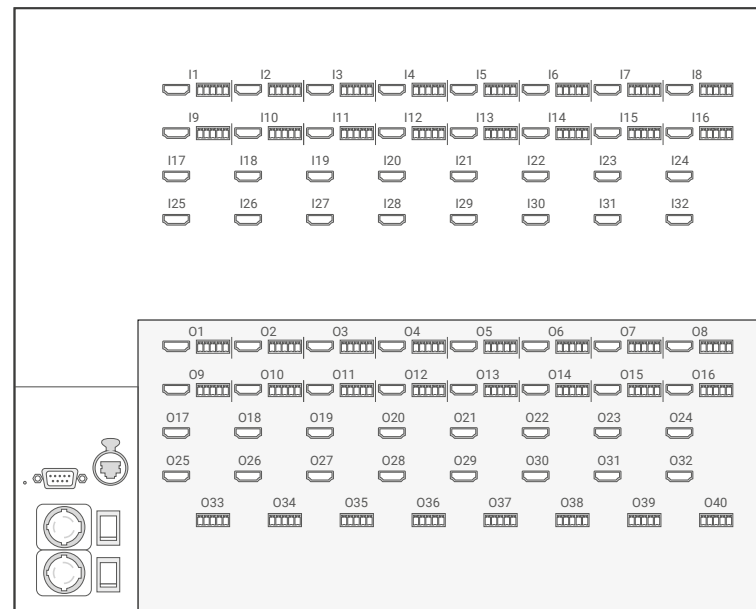 I1 I2 I3 I4 I5 I6 I7 I8
I9 I10 I11 I12 I13 I14 I15 I16
I17 I18 I19 I20 I21 I22 I23 I24
I25 I26 I27 I28 I29 I30 I31 I32
O1 O2 O3 O4 O5 O6 O7 O8
O9 O10 O11 O12 O13 O14 O15 O16
O17 O18 O19 O20 O21 O22 O23 O24
O25 O26 O27 O28 O29 O30 O31 O32
O33 O34 O35 O36 O37 O38 O39 O40